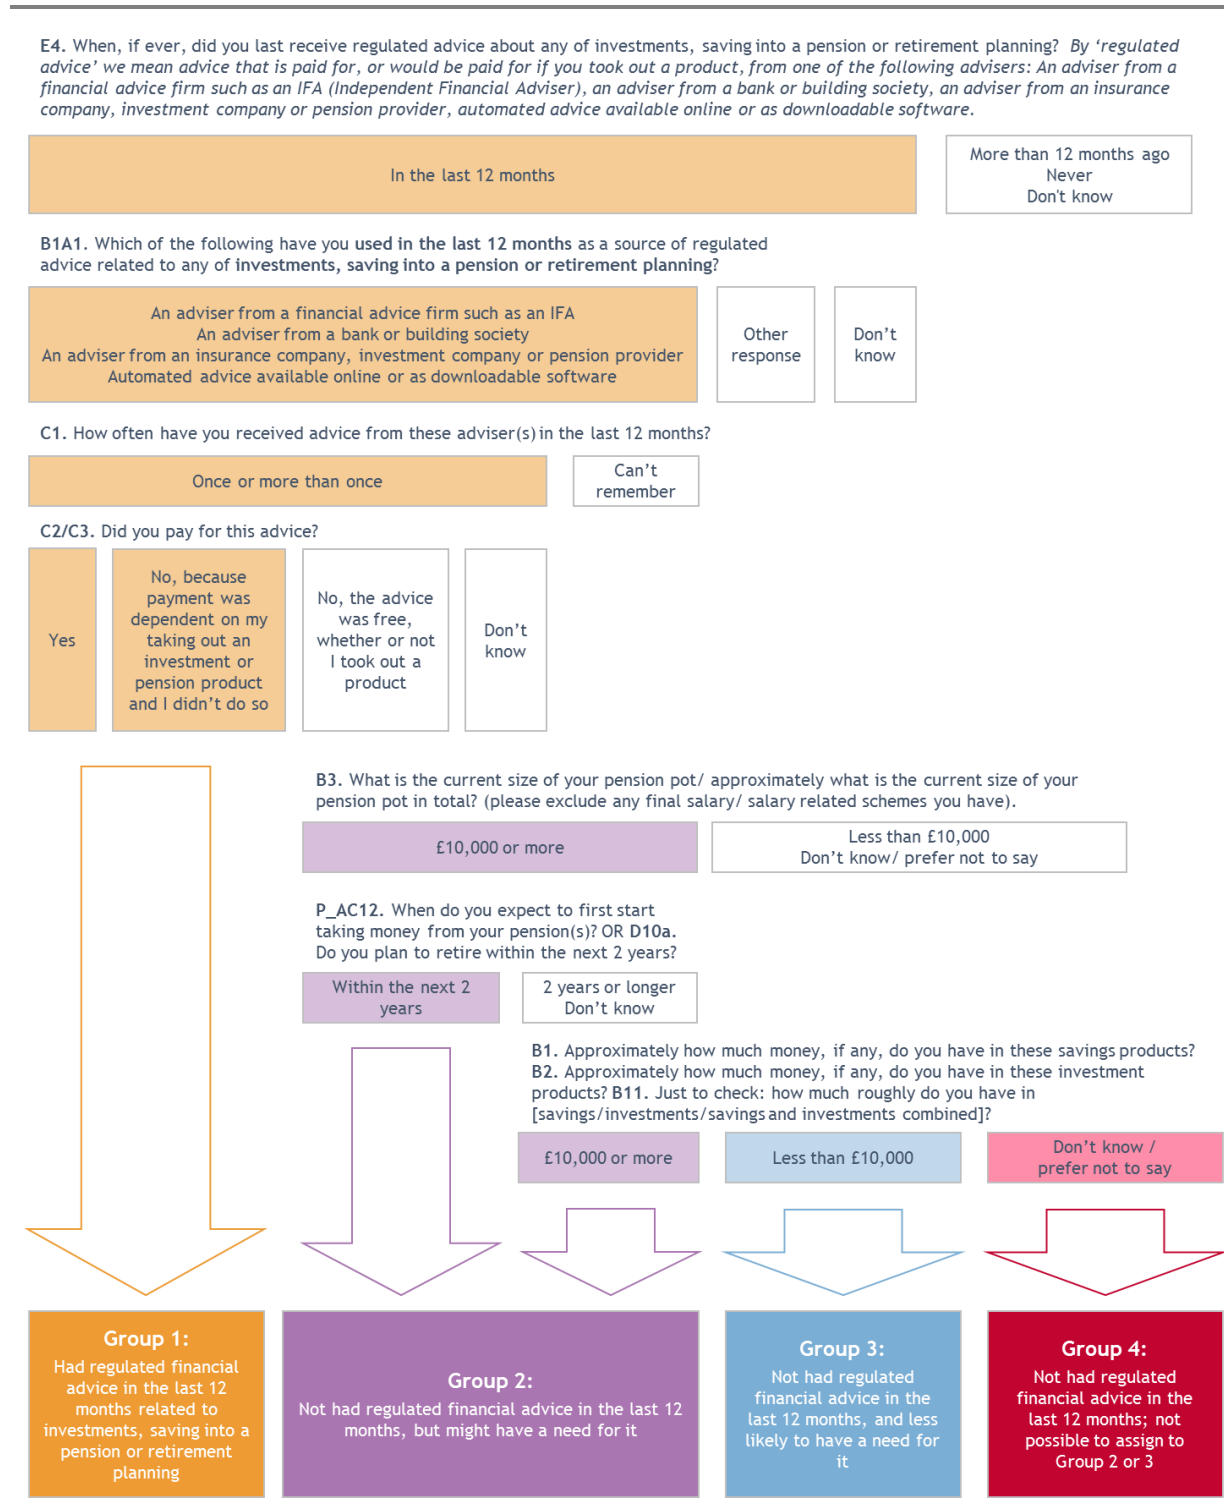 E4. When, if ever, did you last receive regulated advice about any of investments, saving into a pension or retirement planning? By ‘regulated
advice’ we mean advice that is paid for, or would be paid for if you took out a product, from one of the following advisers: An adviser from a
financial advice firm such as an IFA (Independent Financial Adviser), an adviser from a bank or building society, an adviser from an insurance
company, investment company or pension provider, automated advice available online or as downloadable software.
In the last 12 months
More than 12 months ago
Never
Don't know
B1A1. Which of the following have you used in the last 12 months as a source of regulated
advice related to any of investments, saving into a pension or retirement planning?
An adviser from a financial advice firm such as an IFA
An adviser from a bank or building society
An adviser from an insurance company, investment company or pension provider
Automated advice available online or as downloadable software
Other
response
Don’t
know
C1. How often have you received advice from these adviser(s) in the last 12 months?
Once or more than once
Can’t
remember
C2/C3. Did you pay for this advice?
Yes
No, because
payment was
dependent on my
taking out an
investment or
pension product
and I didn’t do so
No, the advice
was free,
whether or not
I took out a
product
Don’t
know
B3. What is the current size of your pension pot/ approximately what is the current size of your
pension pot in total? (please exclude any final salary/ salary related schemes you have).
£10,000 or more
Less than £10,000
Don’t know/ prefer not to say
P_AC12. When do you expect to first start
taking money from your pension(s)? OR D10a.
Do you plan to retire within the next 2 years?
Within the next 2
years
2 years or longer
Don’t know
B1. Approximately how much money, if any, do you have in these savings products?
B2. Approximately how much money, if any, do you have in these investment
products? B11. Just to check: how much roughly do you have in
[savings/investments/savings and investments combined]?
£10,000 or more
Less than £10,000
Don’t know /
prefer not to say
Group 1:
Had regulated financial
advice in the last 12
months related to
investments, saving into a
pension or retirement
planning
Group 2:
Not had regulated financial advice in the last 12
months, but might have a need for it
Group 3:
Not had regulated
financial advice in the
last 12 months, and less
likely to have a need for
it
Group 4:
Not had regulated
financial advice in the
last 12 months; not
possible to assign to
Group 2 or 3